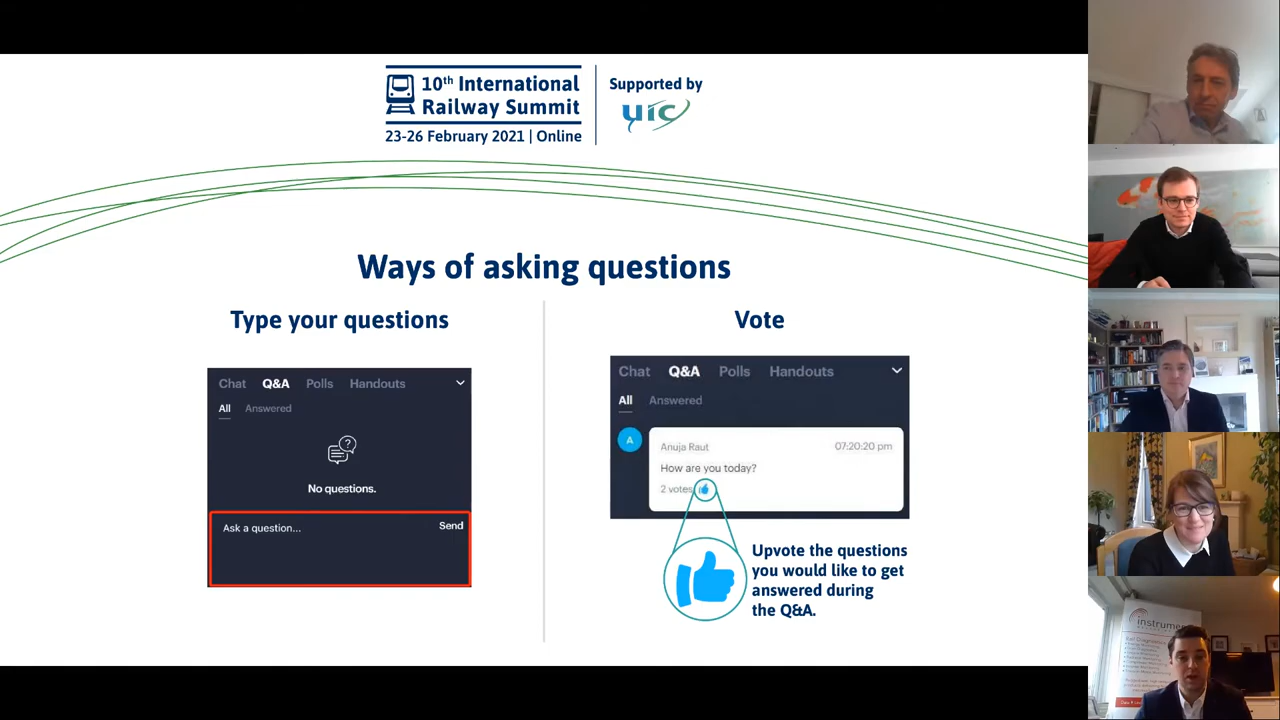 10th International
Railway Summit
23-26 February 2021 | Online
Supported by
uic
Ways of asking questions
Type your questions
Chat Q&A Polls Handouts
All Answered
No questions.
Ask a question...
Send
Vote
Chat Q&A Polls Handouts
All Answered
A
Anuja Raut
07:20:20 pm
How are you today?
2 votes
Upvote the questions
you would like to get
answered during
the Q&A.